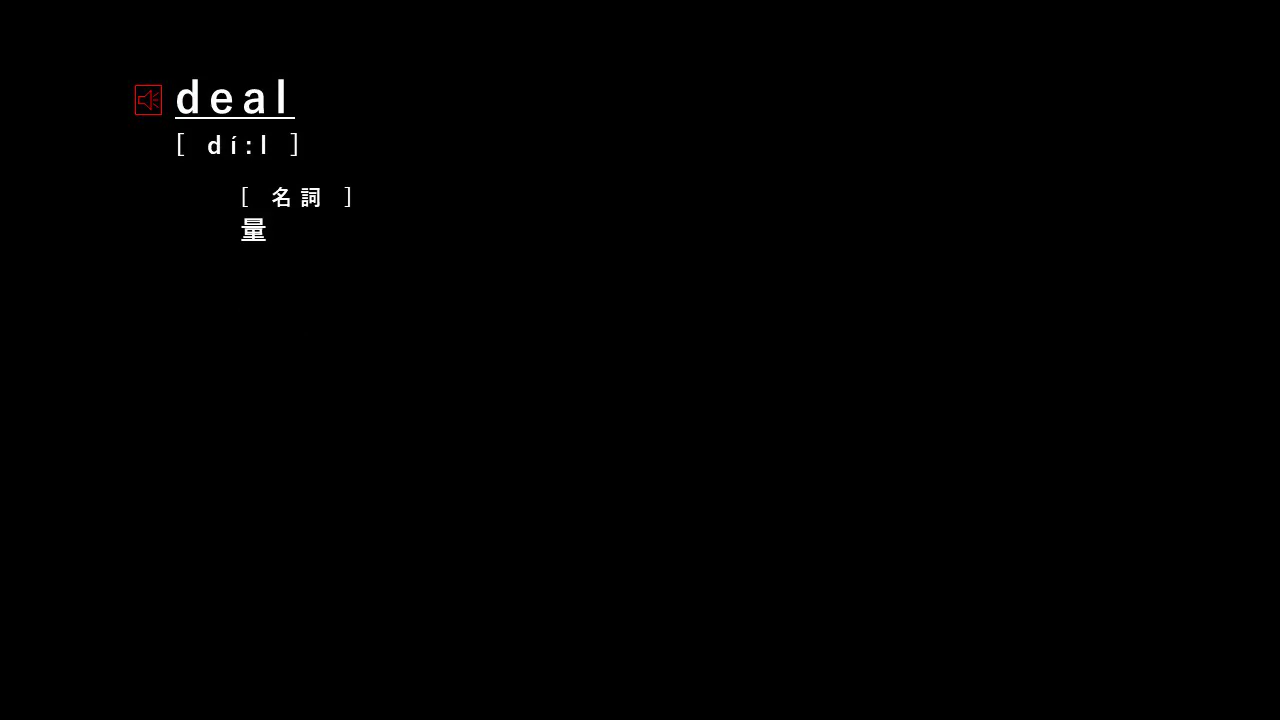 deal
[ dí:l ]
[ 名詞 ]
量